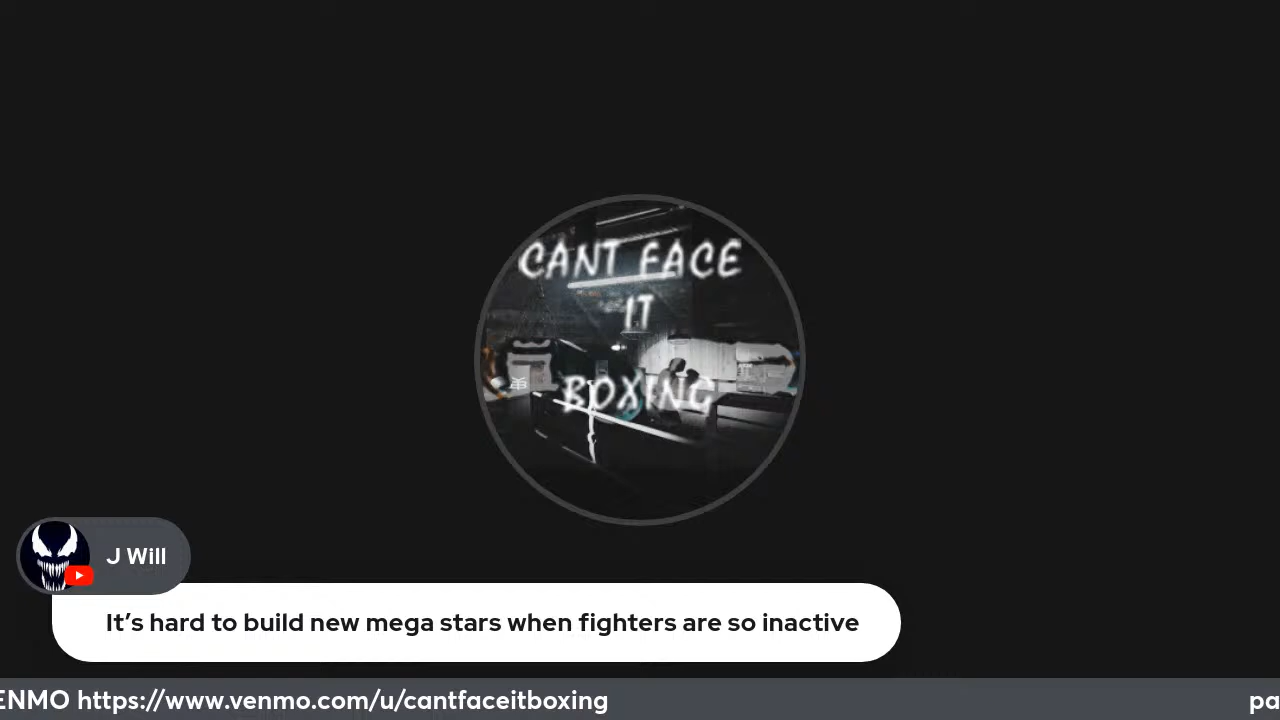 CANT FACE
IT
BOXING
J Will
It’s hard to build new mega stars when fighters are so inactive
ENMO https://www.venmo.com/u/cantfaceitboxing
pa